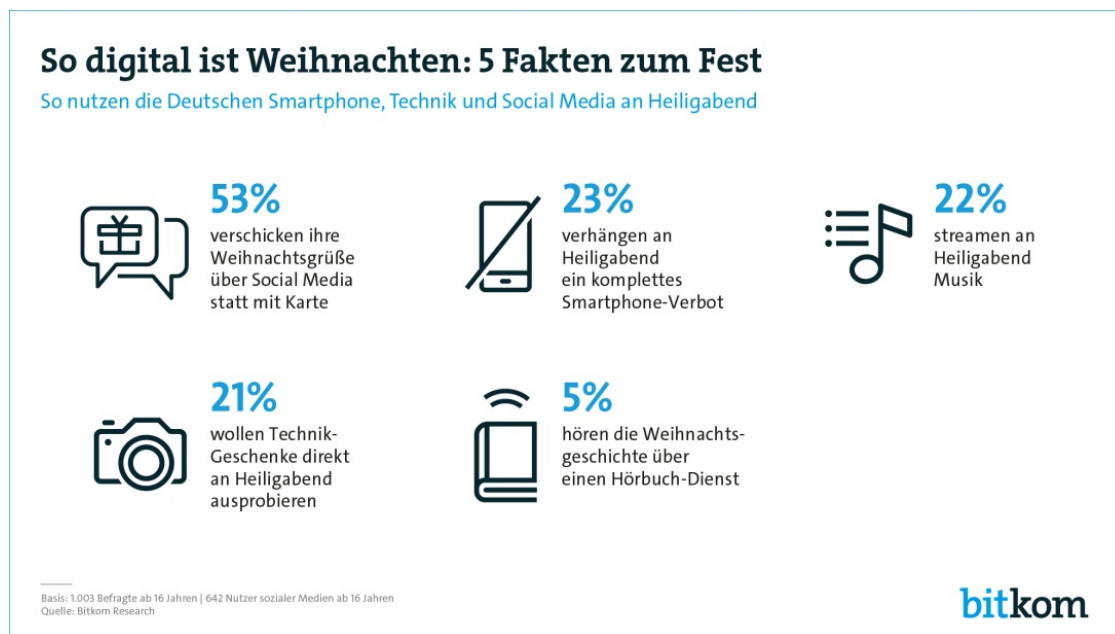 So digital ist Weihnachten: 5 Fakten zum Fest
So nutzen die Deutschen Smartphone, Technik und Social Media an Heiligabend
53%
verschicken ihre
Weihnachtsgrüße
über Social Media
statt mit Karte
23%
verhängen an
Heiligabend
ein komplettes
Smartphone-Verbot
22%
streamen an
Heiligabend
Musik
21%
wollen Technik-
Geschenke direkt
an Heiligabend
ausprobieren
5%
hören die Weihnachts-
geschichte über
einen Hörbuch-Dienst
Basis: 1.003 Befragte ab 16 Jahren | 642 Nutzer sozialer Medien ab 16 Jahren
Quelle: Bitkom Research
bitkom